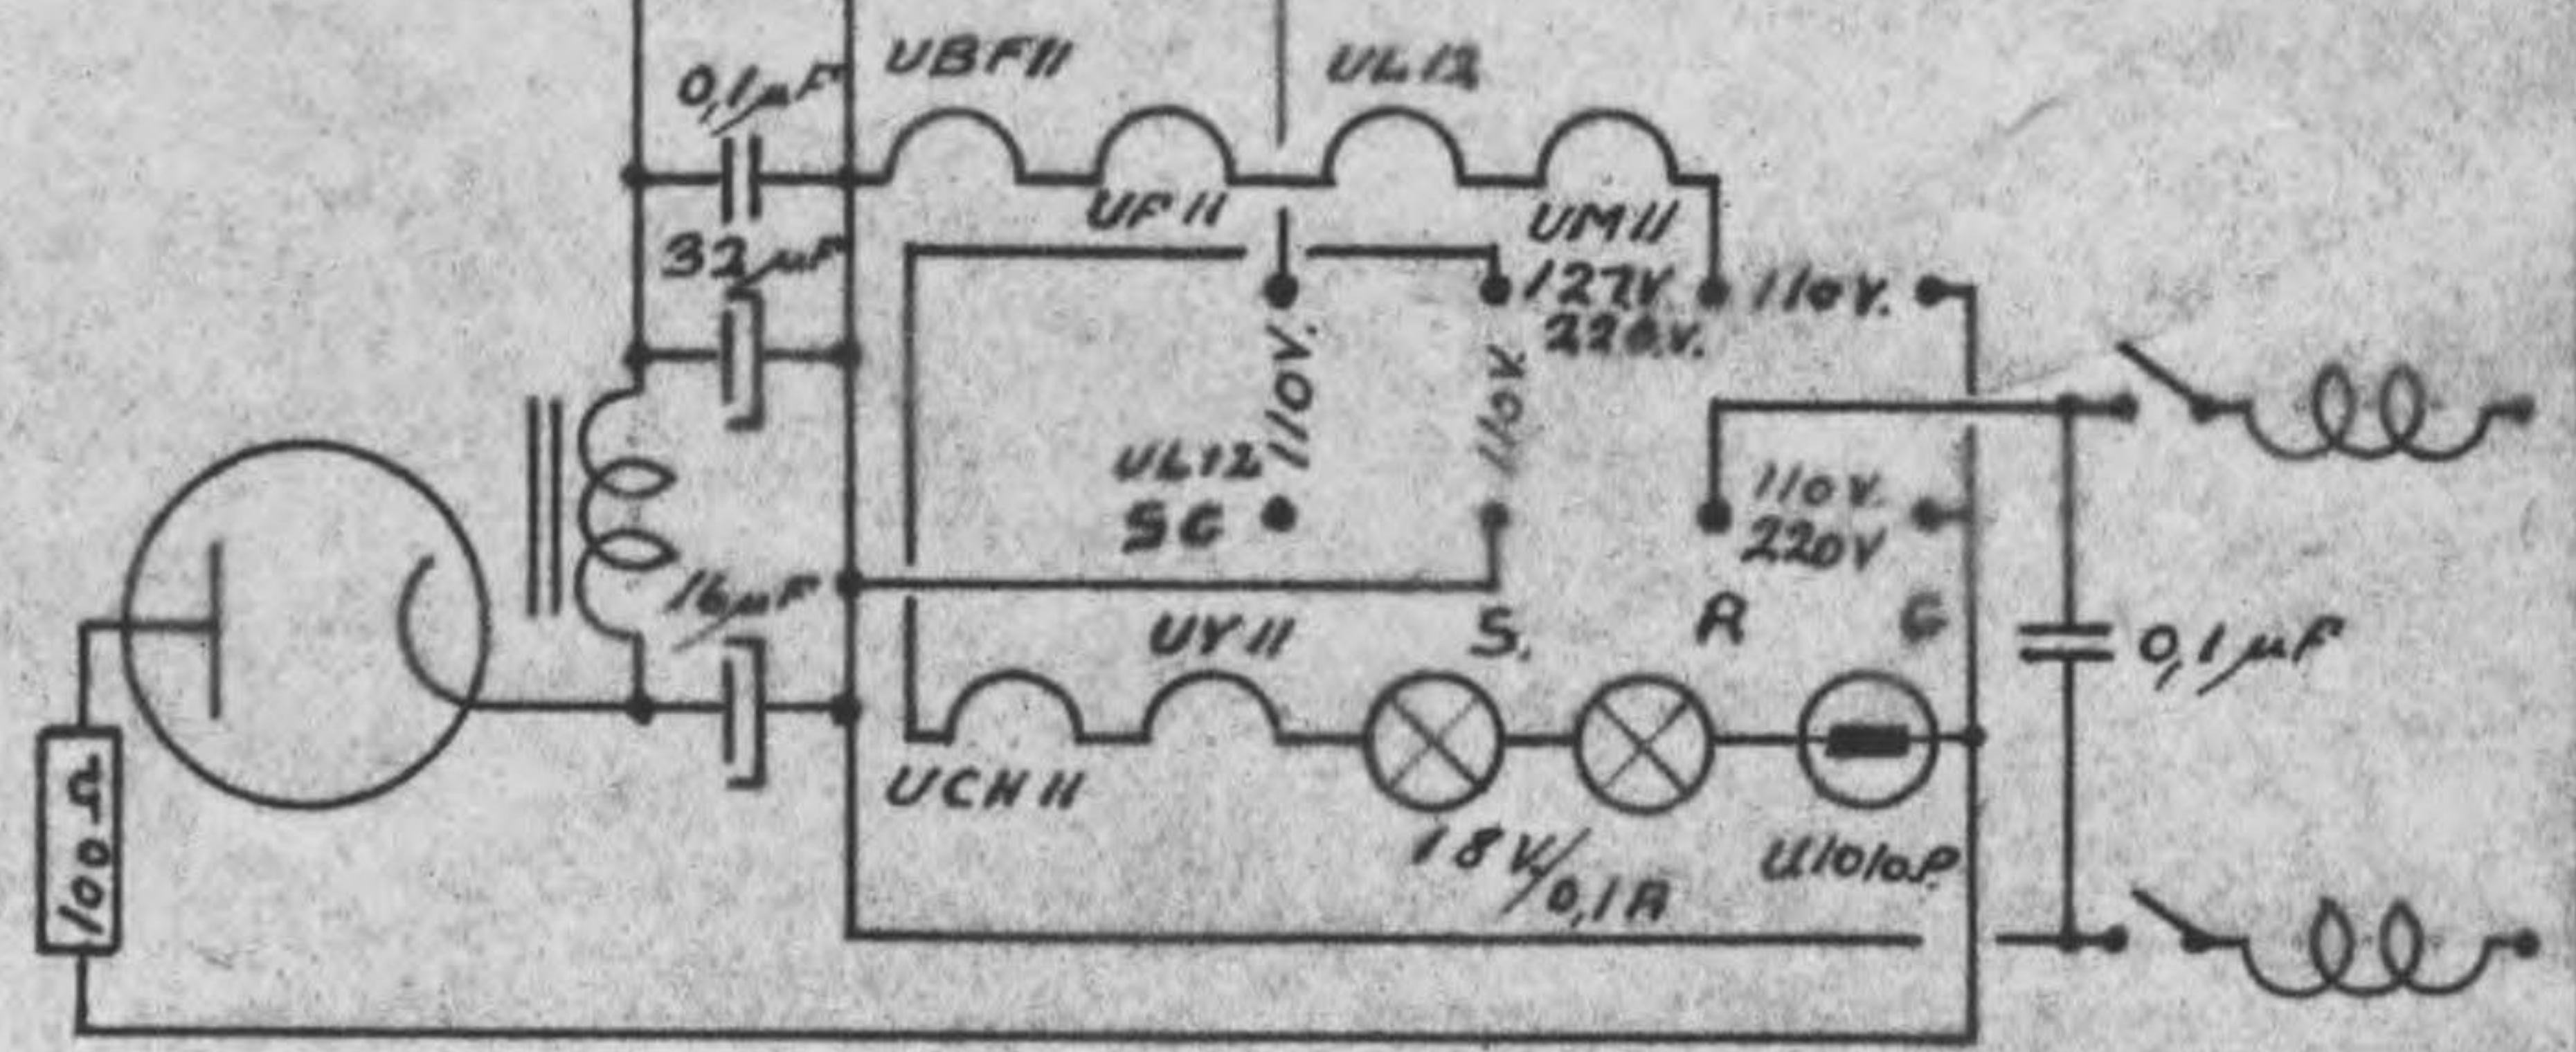 UBF11
UL12
0,1µF
UF11
UM11
32µF
127V.
220.V.
110V.
110V.
110V.
UL12
SG
110V.
220V
16µF
UY11
S.
R
G
0,1µF
100Ω
UCH11
18V/0,1A
U1010P.